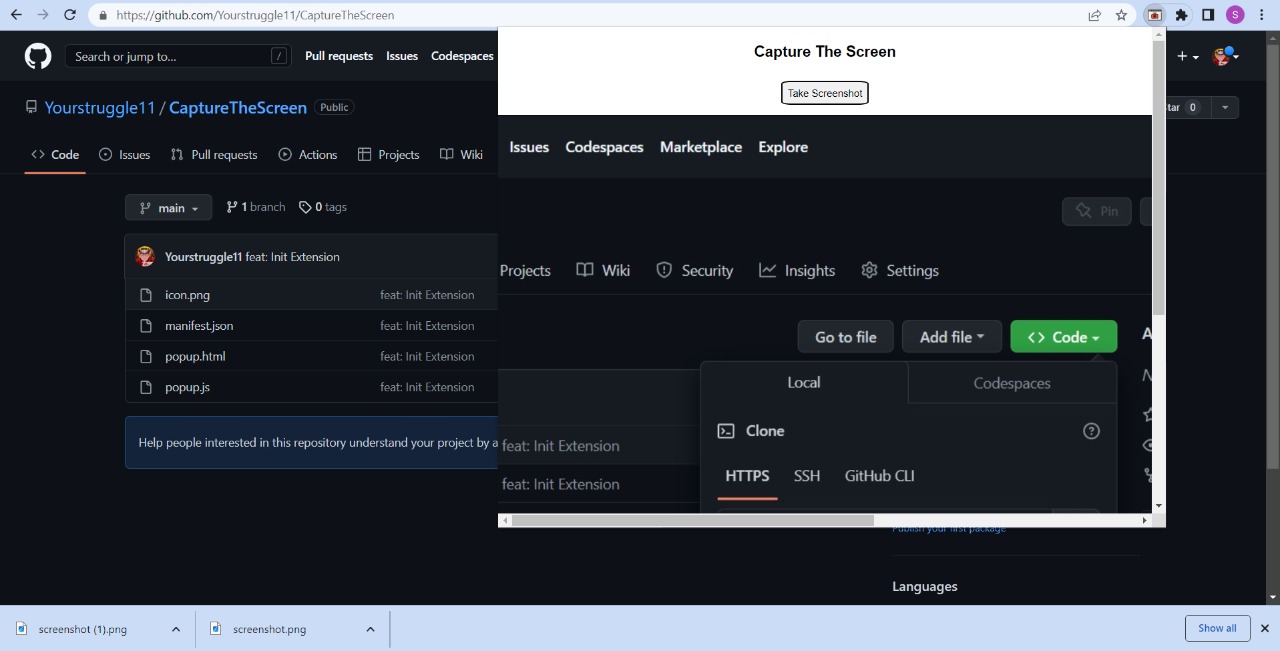 https://github.com/Yourstruggle11/CaptureTheScreen
S
Search or jump to... /
Pull requests Issues Codespaces
Capture The Screen
Take Screenshot
Yourstruggle11 / CaptureTheScreen Public
0
Code Issues Pull requests Actions Projects Wiki
main 1 branch 0 tags
Yourstruggle11 feat: Init Extension
icon.png feat: Init Extension
manifest.json feat: Init Extension
popup.html feat: Init Extension
popup.js feat: Init Extension
Help people interested in this repository understand your project by a
Issues Codespaces Marketplace Explore
Pin
Projects Wiki Security Insights Settings
Go to file Add file Code
Local Codespaces
Clone
HTTPS SSH GitHub CLI
feat: Init Extension
feat: Init Extension
Publish your first package
Languages
screenshot (1).png screenshot.png Show all